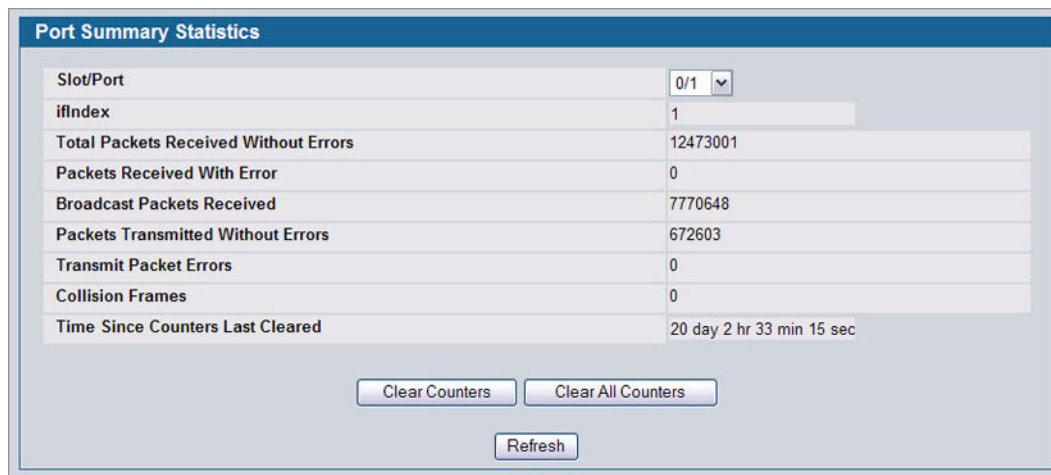 Port Summary Statistics
Slot/Port 0/1
ifIndex 1
Total Packets Received Without Errors 12473001
Packets Received With Error 0
Broadcast Packets Received 7770648
Packets Transmitted Without Errors 672603
Transmit Packet Errors 0
Collision Frames 0
Time Since Counters Last Cleared 20 day 2 hr 33 min 15 sec
Clear Counters Clear All Counters
Refresh